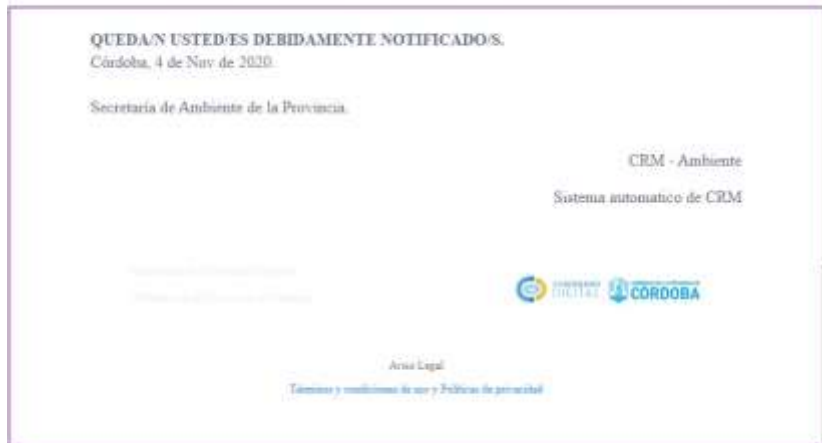 QUEDA/N USTED/ES DEBIDAMENTE NOTIFICADO/S.
Córdoba, 4 de Nov de 2020.
Secretaría de Ambiente de la Provincia.
CRM - Ambiente
Sistema automatico de CRM
DIGITAL
CÓRDOBA
Aviso Legal
Términos y condiciones de uso y Políticas de privacidad